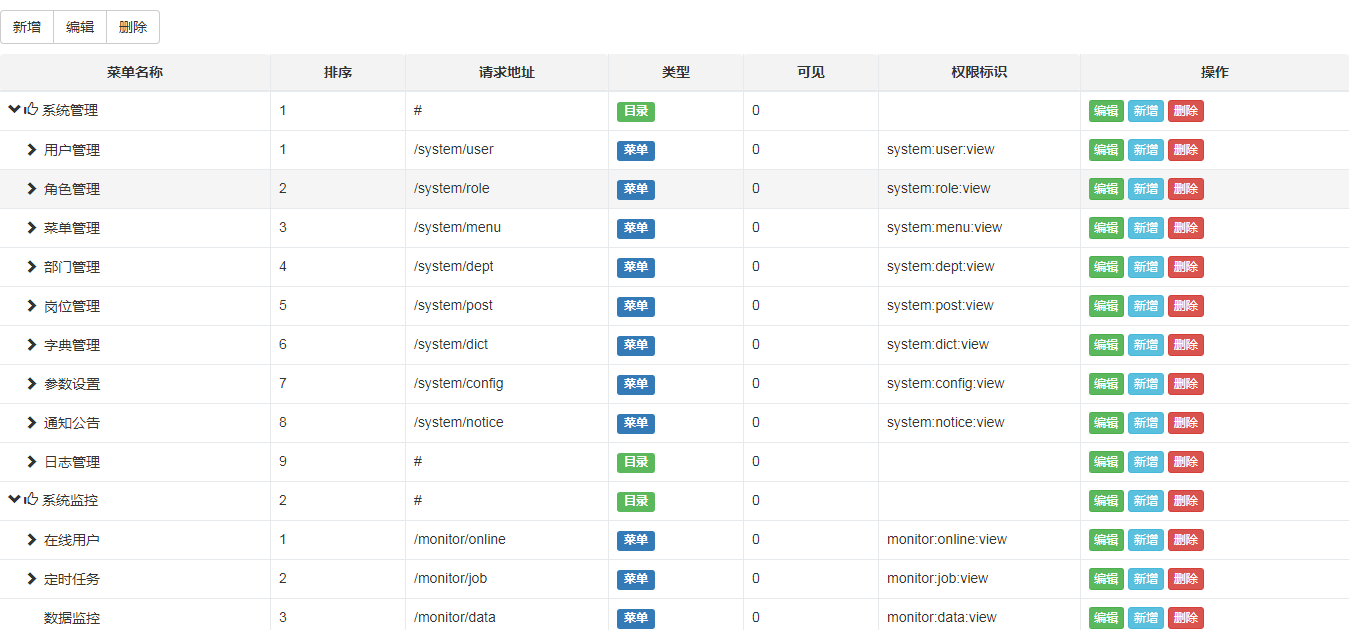 新增 编辑 删除
菜单名称 排序 请求地址 类型 可见 权限标识 操作
系统管理 1 # 目录 0 编辑 新增 删除
用户管理 1 /system/user 菜单 0 system:user:view 编辑 新增 删除
角色管理 2 /system/role 菜单 0 system:role:view 编辑 新增 删除
菜单管理 3 /system/menu 菜单 0 system:menu:view 编辑 新增 删除
部门管理 4 /system/dept 菜单 0 system:dept:view 编辑 新增 删除
岗位管理 5 /system/post 菜单 0 system:post:view 编辑 新增 删除
字典管理 6 /system/dict 菜单 0 system:dict:view 编辑 新增 删除
参数设置 7 /system/config 菜单 0 system:config:view 编辑 新增 删除
通知公告 8 /system/notice 菜单 0 system:notice:view 编辑 新增 删除
日志管理 9 # 目录 0 编辑 新增 删除
系统监控 2 # 目录 0 编辑 新增 删除
在线用户 1 /monitor/online 菜单 0 monitor:online:view 编辑 新增 删除
定时任务 2 /monitor/job 菜单 0 monitor:job:view 编辑 新增 删除
数据监控 3 /monitor/data 菜单 0 monitor:data:view 编辑 新增 删除